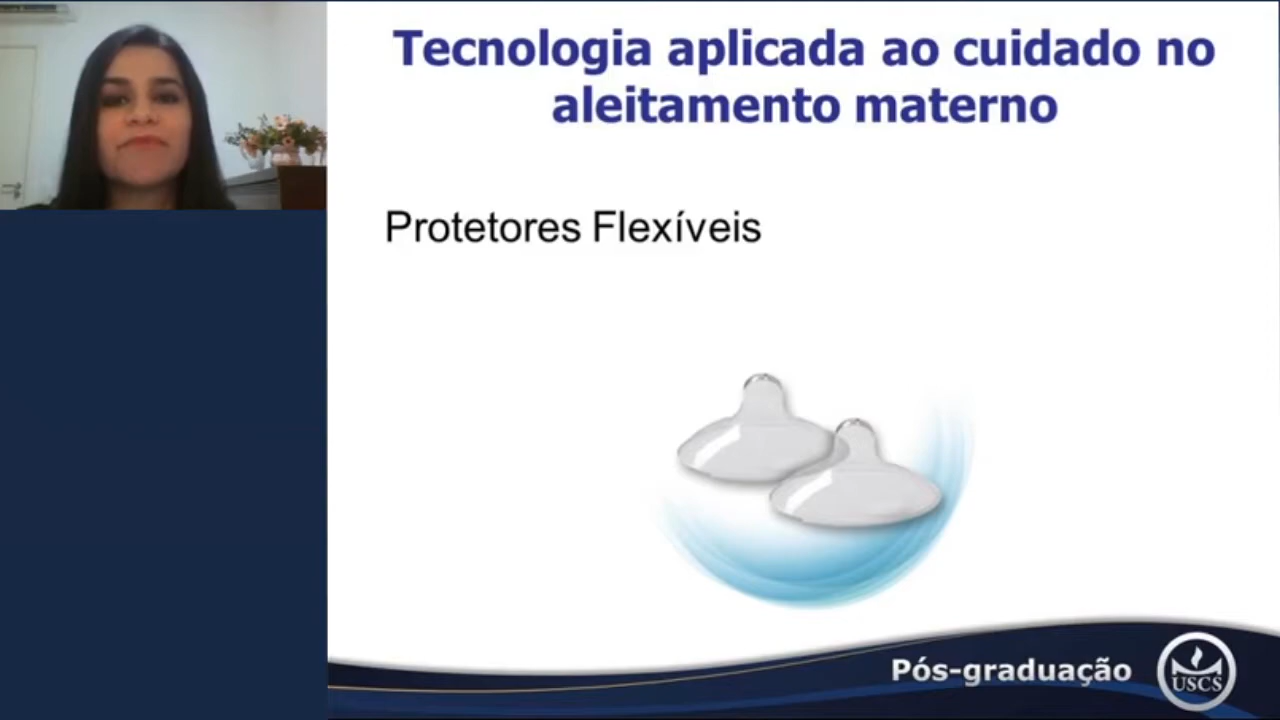 Tecnologia aplicada ao cuidado no
aleitamento materno
Protetores Flexíveis
Pós-graduação
USCS